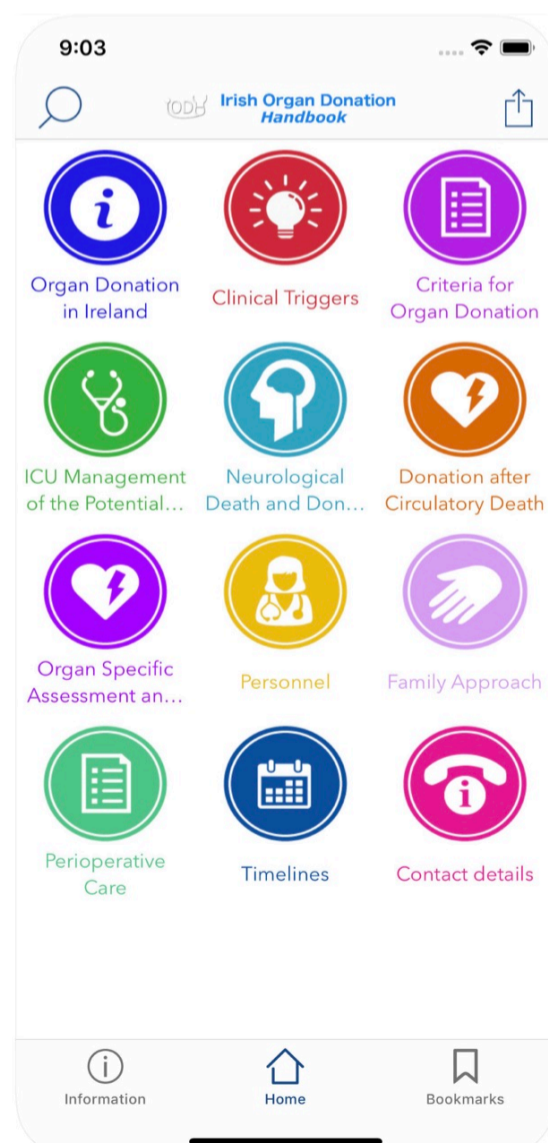 9:03
ODH
Irish Organ Donation
Handbook
Organ Donation
in Ireland
Clinical Triggers
Criteria for
Organ Donation
ICU Management
of the Potential...
Neurological
Death and Don...
Donation after
Circulatory Death
Organ Specific
Assessment an...
Personnel
Family Approach
Perioperative
Care
Timelines
Contact details
Information
Home
Bookmarks